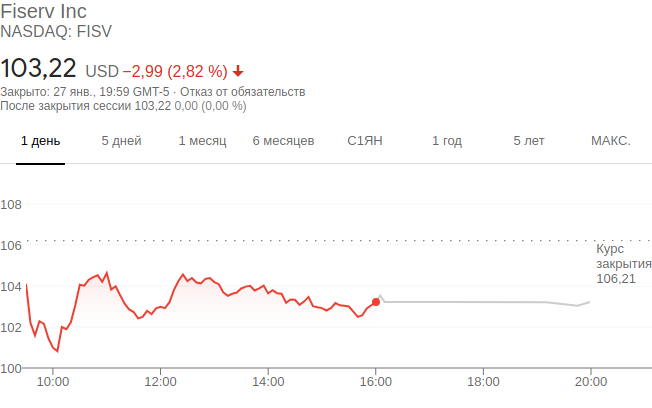 Fiserv Inc
NASDAQ: FISV
103,22 USD −2,99 (2,82 %)
Закрыто: 27 янв., 19:59 GMT-5 · Отказ от обязательств
После закрытия сессии 103,22 0,00 (0,00 %)
1 день 5 дней 1 месяц 6 месяцев С1ЯН 1 год 5 лет МАКС.
108
106
Курс
закрытия
106,21
104
102
100
10:00 12:00 14:00 16:00 18:00 20:00